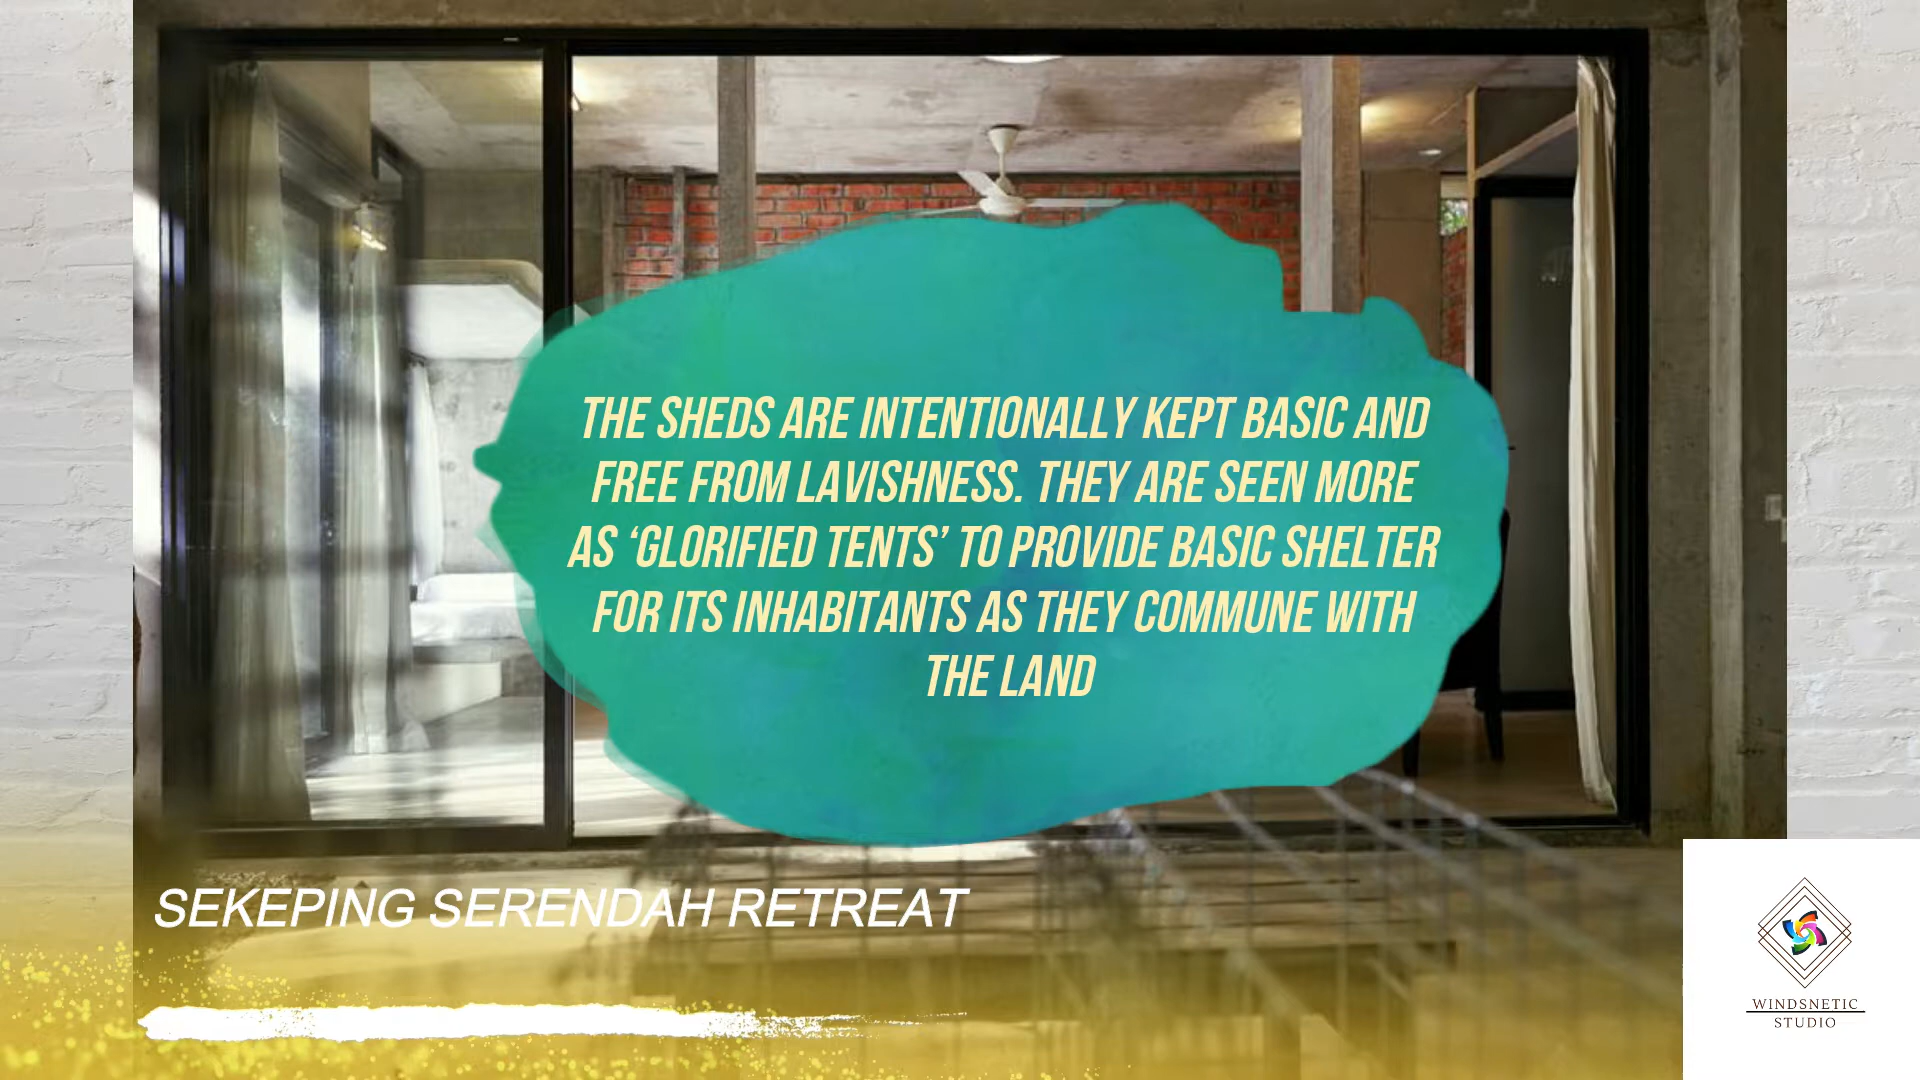 THE SHEDS ARE INTENTIONALLY KEPT BASIC AND
FREE FROM LAVISHNESS. THEY ARE SEEN MORE
AS ‘GLORIFIED TENTS’ TO PROVIDE BASIC SHELTER
FOR ITS INHABITANTS AS THEY COMMUNE WITH
THE LAND
SEKEPING SERENDAH RETREAT
WINDSNETIC
STUDIO